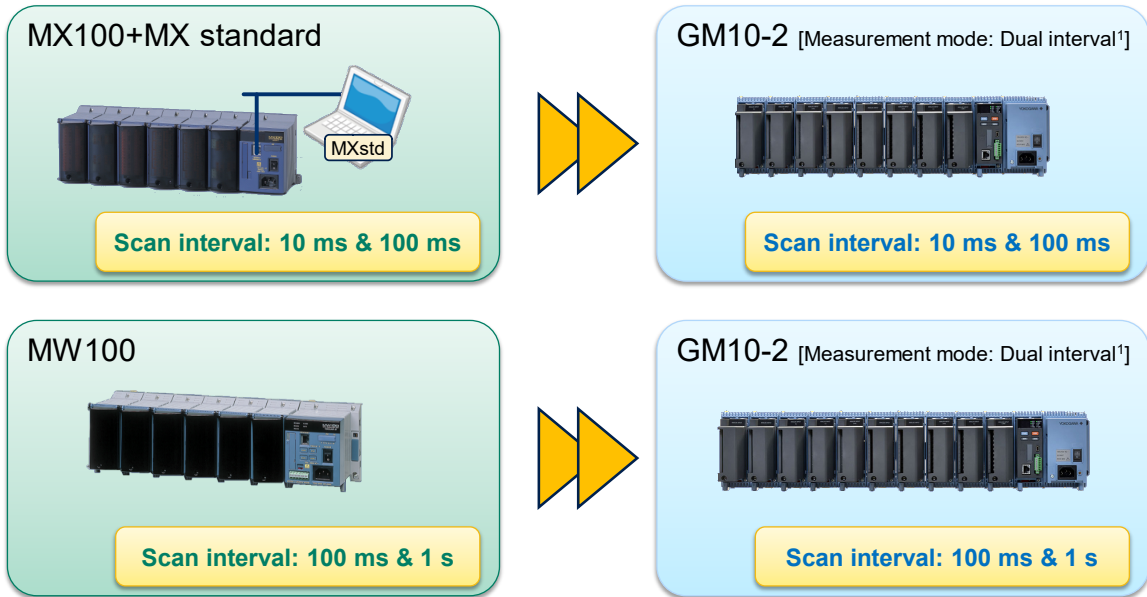 MX100+MX standard
MXstd
Scan interval: 10 ms & 100 ms
GM10-2 [Measurement mode: Dual interval¹]
YOKOGAWA
Scan interval: 10 ms & 100 ms
MW100
Scan interval: 100 ms & 1 s
GM10-2 [Measurement mode: Dual interval¹]
YOKOGAWA
Scan interval: 100 ms & 1 s